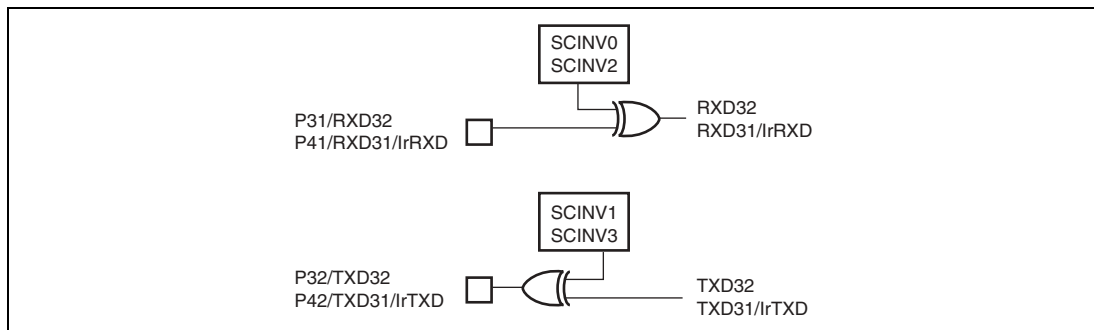 SCINV0
SCINV2
P31/RXD32
P41/RXD31/IrRXD
RXD32
RXD31/IrRXD
SCINV1
SCINV3
P32/TXD32
P42/TXD31/IrTXD
TXD32
TXD31/IrTXD